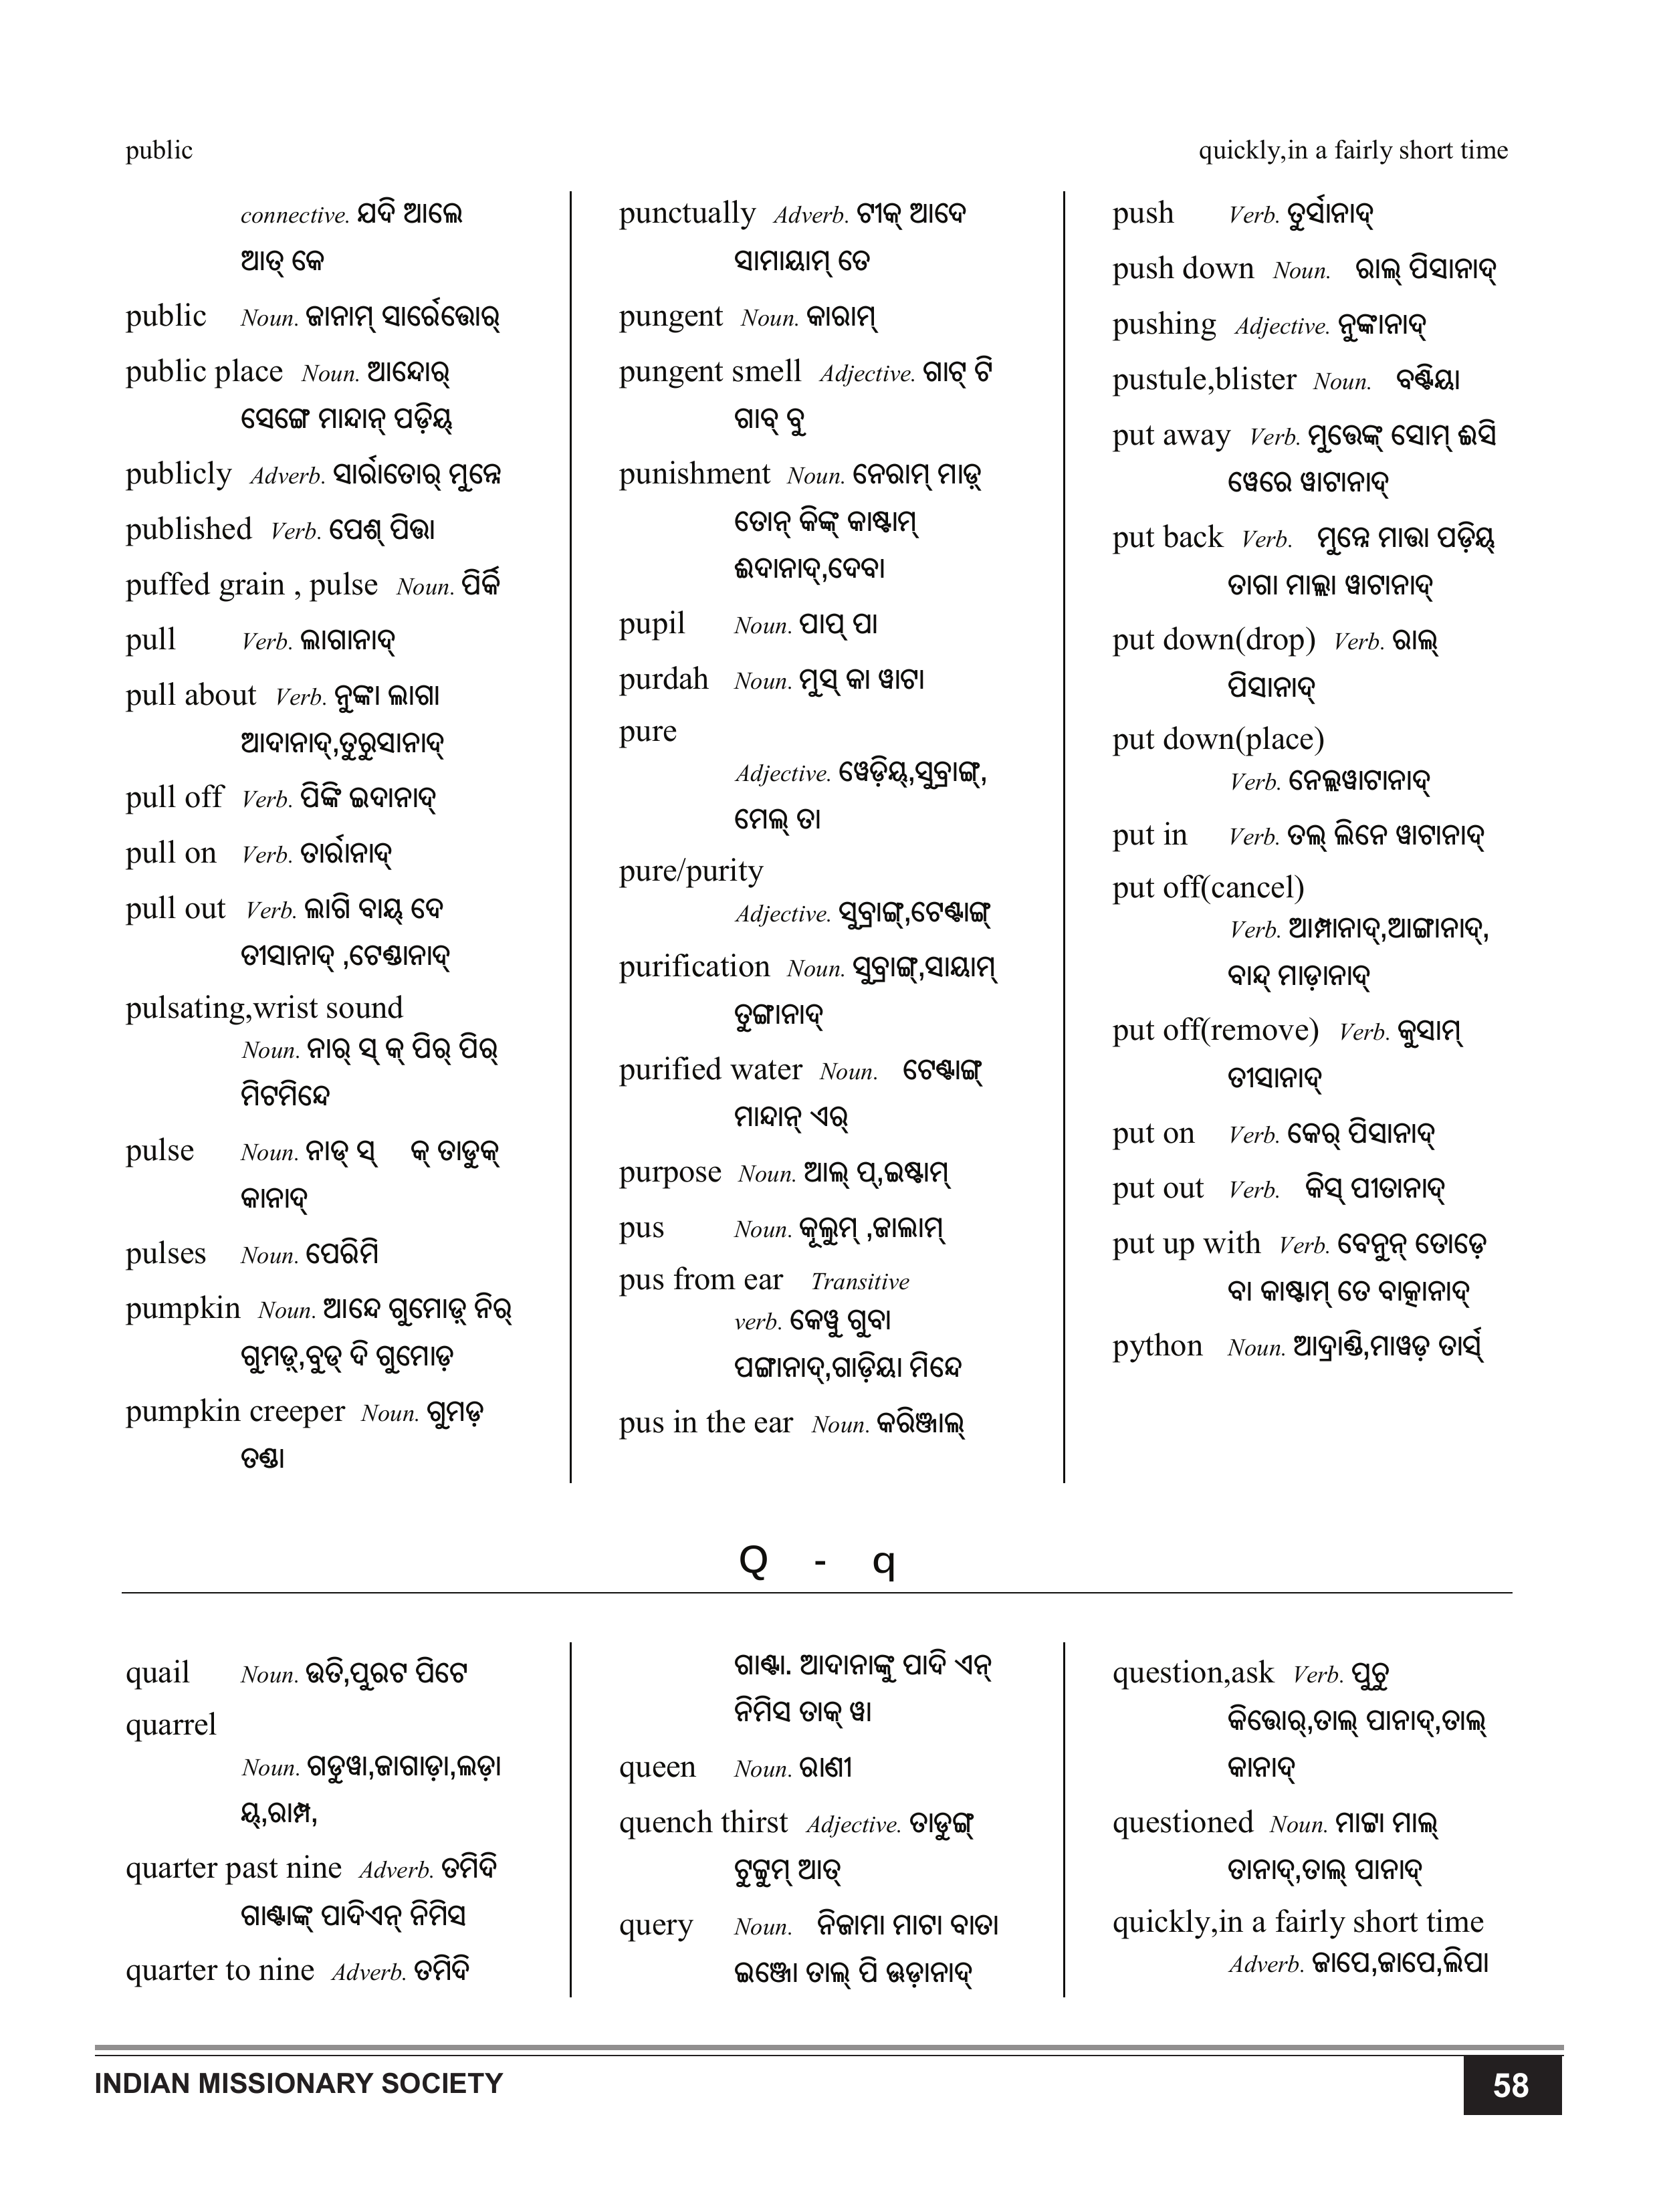 public
quickly,in a fairly short time
connective. ଯଦି ଆଲେ
ଆତ୍ କେ
public Noun. ଜାନାମ୍ ସାର୍ରେତ୍ତୋର୍
public place Noun. ଆନ୍ଦୋର୍
ସେଙ୍ଗେ ମାନ୍ଦାନ୍ ପଡ଼ିୟ୍
publicly Adverb. ସାର୍ରାତୋର୍ ମୁନ୍ନେ
published Verb. ପେଶ୍ ପିତ୍ତା
puffed grain , pulse Noun. ପିର୍କି
pull Verb. ଲାଗାନାଦ୍
pull about Verb. ନୁଙ୍କା ଲାଗା
ଆଦାନାଦ୍,ତୁରୁସାନାଦ୍
pull off Verb. ପିଙ୍କି ଇଦାନାଦ୍
pull on Verb. ତାର୍ରାନାଦ୍
pull out Verb. ଲାଗି ବାୟ୍ ଦେ
ତୀସାନାଦ୍ ,ଟେଣ୍ଡାନାଦ୍
pulsating,wrist sound
Noun. ନାର୍ ସ୍ କ୍ ପିର୍ ପିର୍
ମିଟମିନ୍ଦେ
pulse Noun. ନାଡ୍ ସ୍ କ୍ ତାଡୁକ୍
କାନାଦ୍
pulses Noun. ପେରିମି
pumpkin Noun. ଆନ୍ଦେ ଗୁମୋଡ଼୍ ନିର୍
ଗୁମଡ଼୍,ବୁଡ୍ ଦି ଗୁମୋଡ଼
pumpkin creeper Noun. ଗୁମଡ଼
ତଣ୍ଡା
punctually Adverb. ଟୀକ୍ ଆଦେ
ସାମାୟାମ୍ ତେ
pungent Noun. କାରାମ୍
pungent smell Adjective. ଗାଟ୍ ଟି
ଗାବ୍ ବୁ
punishment Noun. ନେରାମ୍ ମାଡ଼୍
ତୋନ୍ କିଙ୍କ୍ କାଷ୍ଟାମ୍
ଈଦାନାଦ୍,ଦେବା
pupil Noun. ପାପ୍ ପା
purdah Noun. ମୁସ୍ କା ୱାଟା
pure
Adjective. ୱେଡ଼ିୟ୍,ସୁବ୍ରାଙ୍ଗ୍,
ମେଲ୍ ତା
pure/purity
Adjective. ସୁବ୍ରାଙ୍ଗ୍,ଟେଣ୍ଟାଙ୍ଗ୍
purification Noun. ସୁବ୍ରାଙ୍ଗ୍,ସାୟାମ୍
ତୁଙ୍ଗାନାଦ୍
purified water Noun. ଟେଣ୍ଟାଙ୍ଗ୍
ମାନ୍ଦାନ୍ ଏର୍
purpose Noun. ଆଲ୍ ପ୍,ଇଷ୍ଟାମ୍
pus Noun. କୂଲୁମ୍ ,ଜାଲାମ୍
pus from ear Transitive
verb. କେୱୁ ଗୁବା
ପଙ୍ଗାନାଦ୍,ଗାଡ଼ିୟା ମିନ୍ଦେ
pus in the ear Noun. କରିଞ୍ଜାଲ୍
push Verb. ତୁର୍ସାନାଦ୍
push down Noun. ରାଲ୍ ପିସାନାଦ୍
pushing Adjective. ନୁଙ୍କାନାଦ୍
pustule,blister Noun. ବଣ୍ଟିୟା
put away Verb. ମୁତ୍ତେଙ୍କ୍ ସୋମ୍ ଈସି
ୱେରେ ୱାଟାନାଦ୍
put back Verb. ମୁନ୍ନେ ମାତ୍ତା ପଡ଼ିୟ୍
ତାଗା ମାଲ୍ଲା ୱାଟାନାଦ୍
put down(drop) Verb. ରାଲ୍
ପିସାନାଦ୍
put down(place)
Verb. ନେଲ୍ଲୱାଟାନାଦ୍
put in Verb. ତଲ୍ ଲିନେ ୱାଟାନାଦ୍
put off(cancel)
Verb. ଆମ୍ପାନାଦ୍,ଆଙ୍ଗାନାଦ୍,
ବାନ୍ଦ୍ ମାଡ଼ାନାଦ୍
put off(remove) Verb. କୁସାମ୍
ତୀସାନାଦ୍
put on Verb. କେର୍ ପିସାନାଦ୍
put out Verb. କିସ୍ ପୀତାନାଦ୍
put up with Verb. ବେନୁନ୍ ତୋଡ଼େ
ବା କାଷ୍ଟାମ୍ ତେ ବାତ୍କାନାଦ୍
python Noun. ଆଦ୍ରାଣ୍ଡି,ମାୱଡ଼ ତାର୍ସ୍
Q - q
quail Noun. ଉତି,ପୁରଟ ପିଟେ
quarrel
Noun. ଗଡୁୱା,ଜାଗାଡ଼ା,ଲଡ଼ା
ୟ୍,ରାମ୍ପ,
quarter past nine Adverb. ତମିଦି
ଗାଣ୍ଟାଙ୍କ୍ ପାଦିଏନ୍ ନିମିସ
quarter to nine Adverb. ତମିଦି
ଗାଣ୍ଟା. ଆଦାନାଙ୍କୁ ପାଦି ଏନ୍
ନିମିସ ତାକ୍ ୱା
queen Noun. ରାଣୀ
quench thirst Adjective. ତାଡୁଙ୍ଗ୍
ଟୁଟ୍ଟୁମ୍ ଆତ୍
query Noun. ନିଜାମା ମାଟା ବାତା
ଇଞ୍ଜୋ ତାଲ୍ ପି ଊଡ଼ାନାଦ୍
question,ask Verb. ପୁଚୁ
କିତ୍ତୋର୍,ତାଲ୍ ପାନାଦ୍,ତାଲ୍
କାନାଦ୍
questioned Noun. ମାଟ୍ଟା ମାଲ୍
ତାନାଦ୍,ତାଲ୍ ପାନାଦ୍
quickly,in a fairly short time
Adverb. ଜାପେ,ଜାପେ,ଲିପା
INDIAN MISSIONARY SOCIETY
58